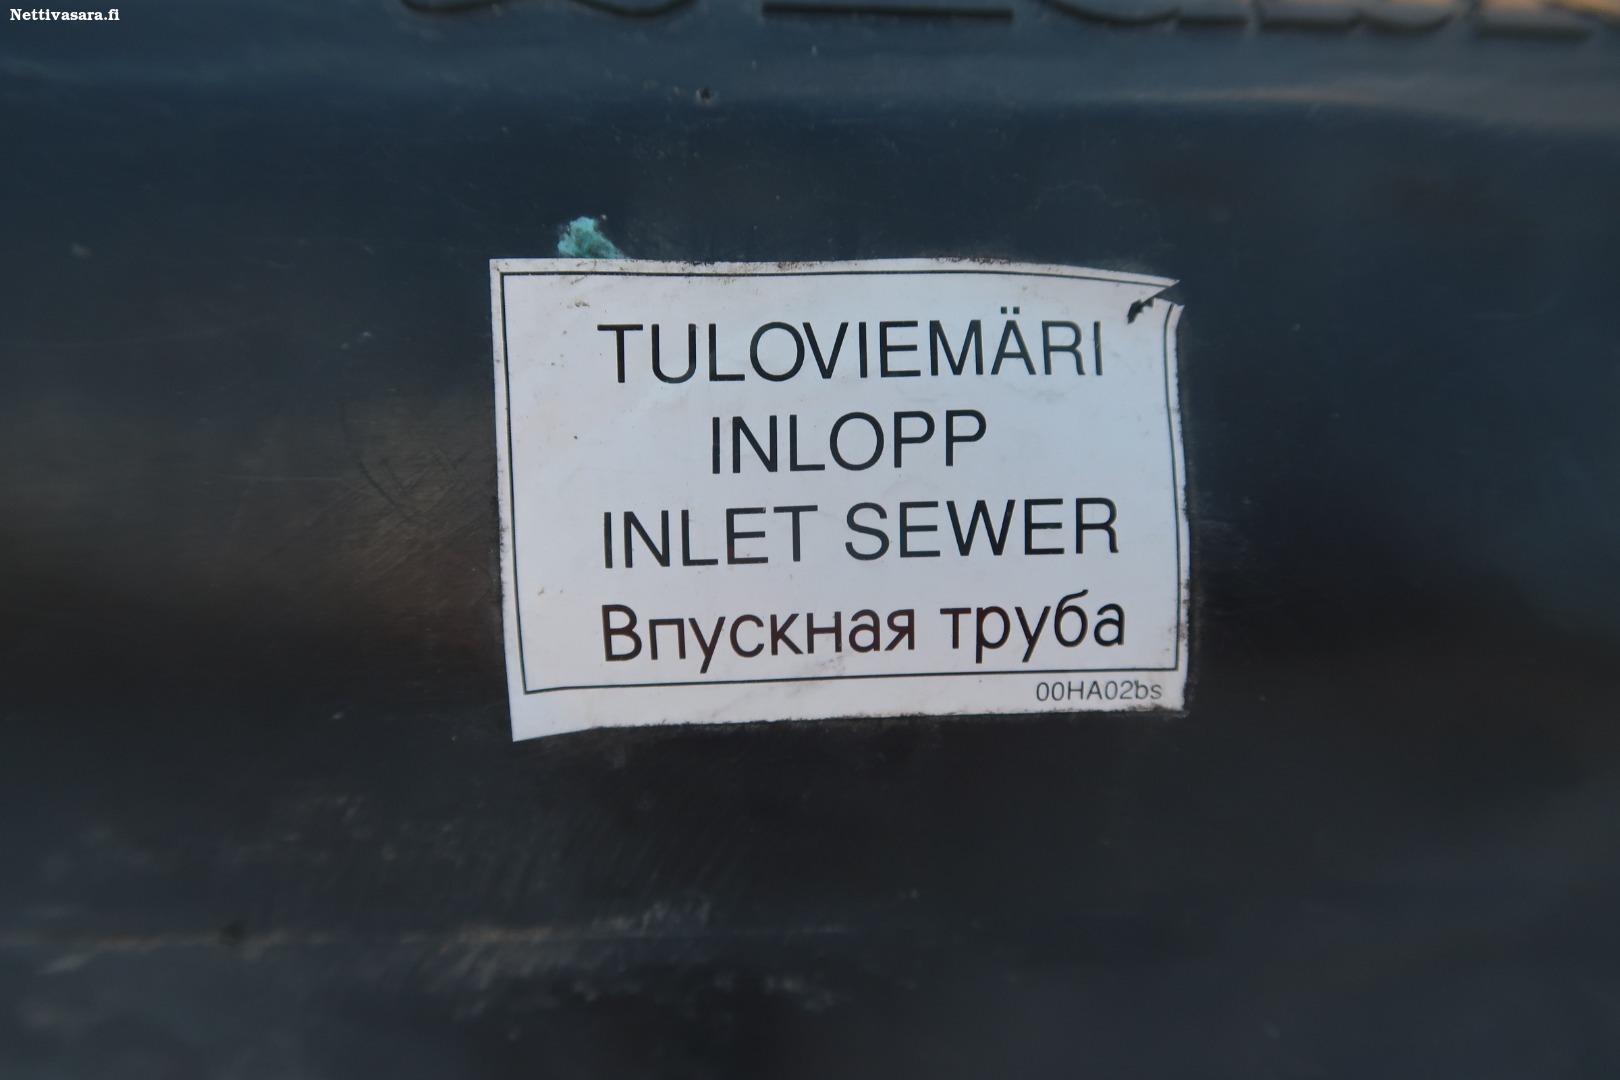 Nettivasara.fi
TULOVIEMÄRI
INLOPP
INLET SEWER
Впускная труба
00HA02bs